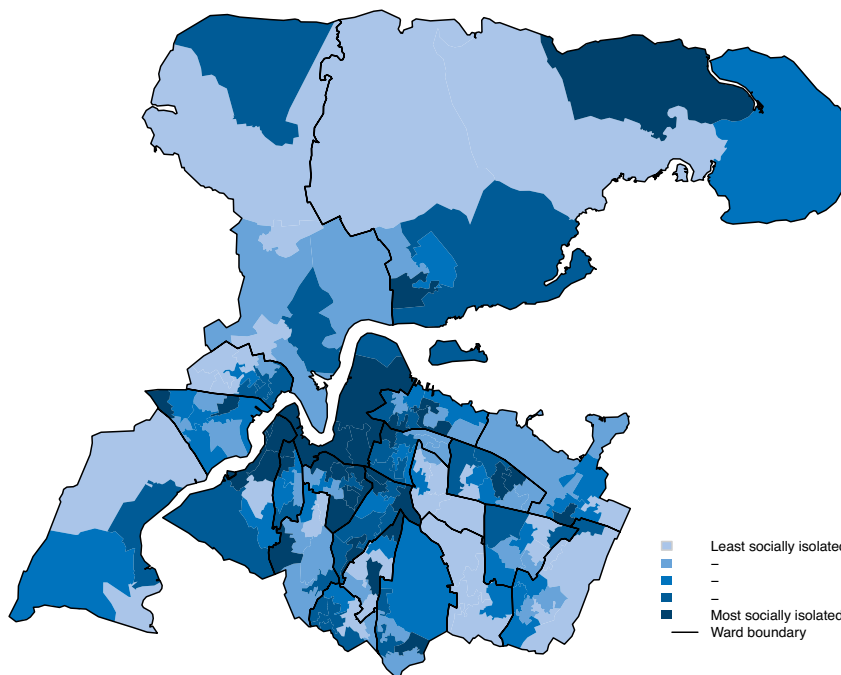 Least socially isolated
–
–
–
Most socially isolated
Ward boundary